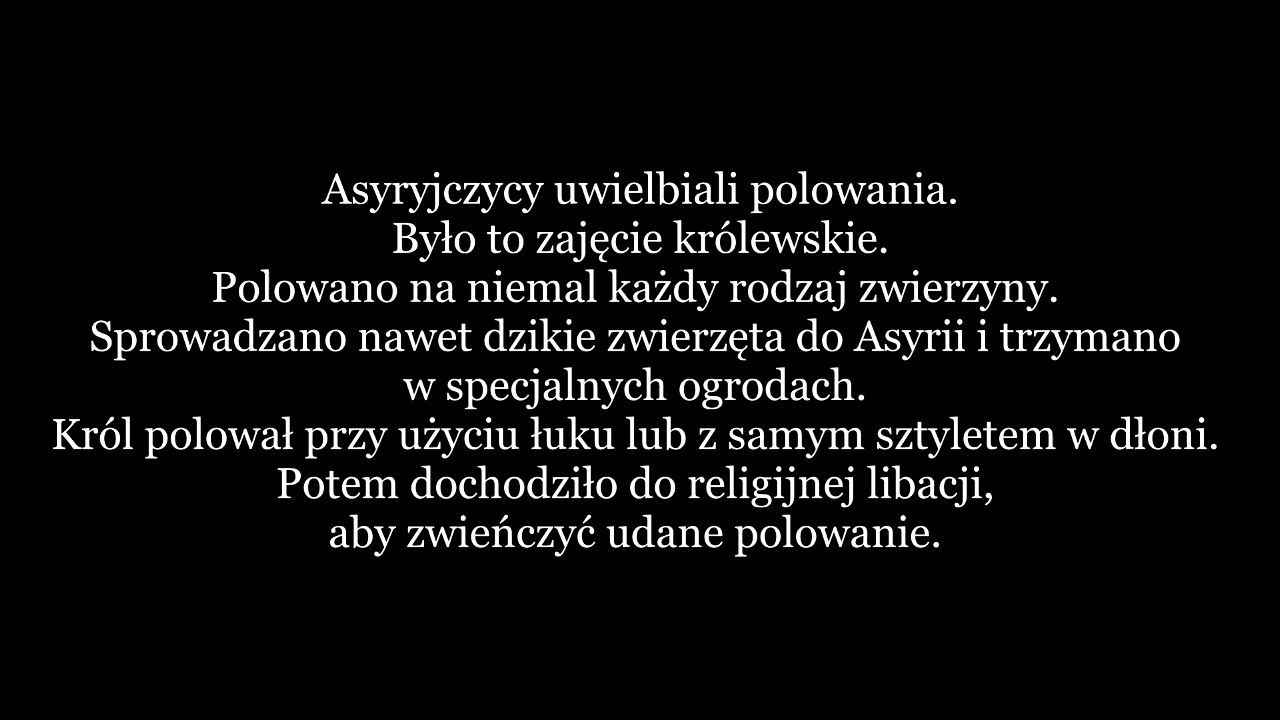 Asyryjczycy uwielbiali polowania.
Było to zajęcie królewskie.
Polowano na niemal każdy rodzaj zwierzyny.
Sprowadzano nawet dzikie zwierzęta do Asyrii i trzymano
w specjalnych ogrodach.
Król polował przy użyciu łuku lub z samym sztyletem w dłoni.
Potem dochodziło do religijnej libacji,
aby zwieńczyć udane polowanie.